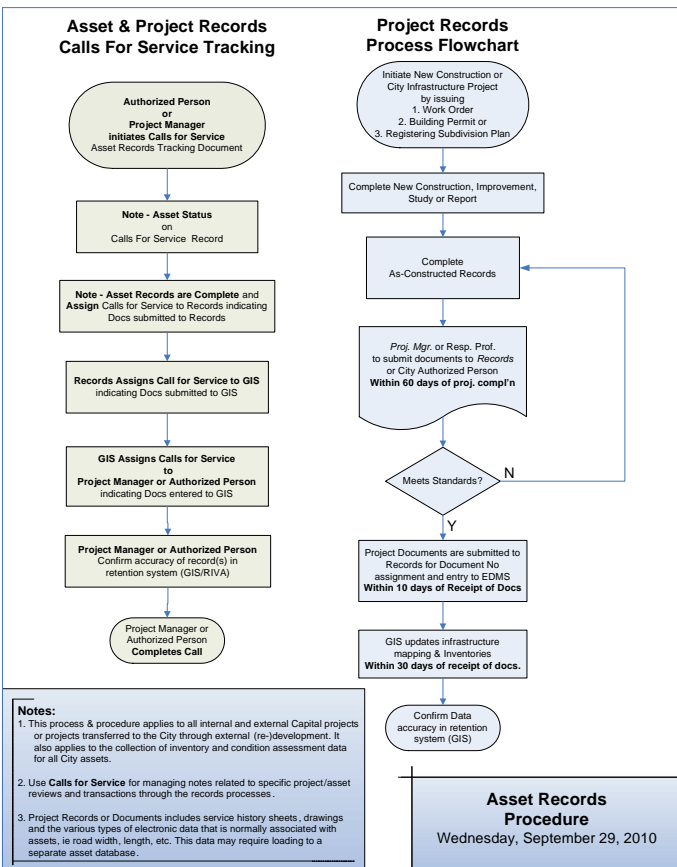 Asset & Project Records
Calls For Service Tracking
Authorized Person
or
Project Manager
initiates Calls for Service
Asset Records Tracking Document
Note - Asset Status
on
Calls For Service Record
Note - Asset Records are Complete and
Assign Calls for Service to Records indicating
Docs submitted to Records
Records Assigns Call for Service to GIS
indicating Docs submitted to GIS
GIS Assigns Calls for Service
to
Project Manager or Authorized Person
indicating Docs entered to GIS
Project Manager or Authorized Person
Confirm accuracy of record(s) in
retention system (GIS/RIVA)
Project Manager or
Authorized Person
Completes Call
Project Records
Process Flowchart
Initiate New Construction or
City Infrastructure Project
by issuing
1. Work Order
2. Building Permit or
3. Registering Subdivision Plan
Complete New Construction, Improvement,
Study or Report
Complete
As-Constructed Records
Proj. Mgr. or Resp. Prof.
to submit documents to Records
or City Authorized Person
Within 60 days of proj. compl'n
Meets Standards?
N
Y
Project Documents are submitted to
Records for Document No
assignment and entry to EDMS
Within 10 days of Receipt of Docs
GIS updates infrastructure
mapping & Inventories
Within 30 days of receipt of docs.
Confirm Data
accuracy in retention
system (GIS)
Notes:
1. This process & procedure applies to all internal and external Capital projects
or projects transferred to the City through external (re-)development. It
also applies to the collection of inventory and condition assessment data
for all City assets.
2. Use Calls for Service for managing notes related to specific project/asset
reviews and transactions through the records processes.
3. Project Records or Documents includes service history sheets, drawings
and the various types of electronic data that is normally associated with
assets, ie road width, length, etc. This data may require loading to a
separate asset database.
Asset Records
Procedure
Wednesday, September 29, 2010